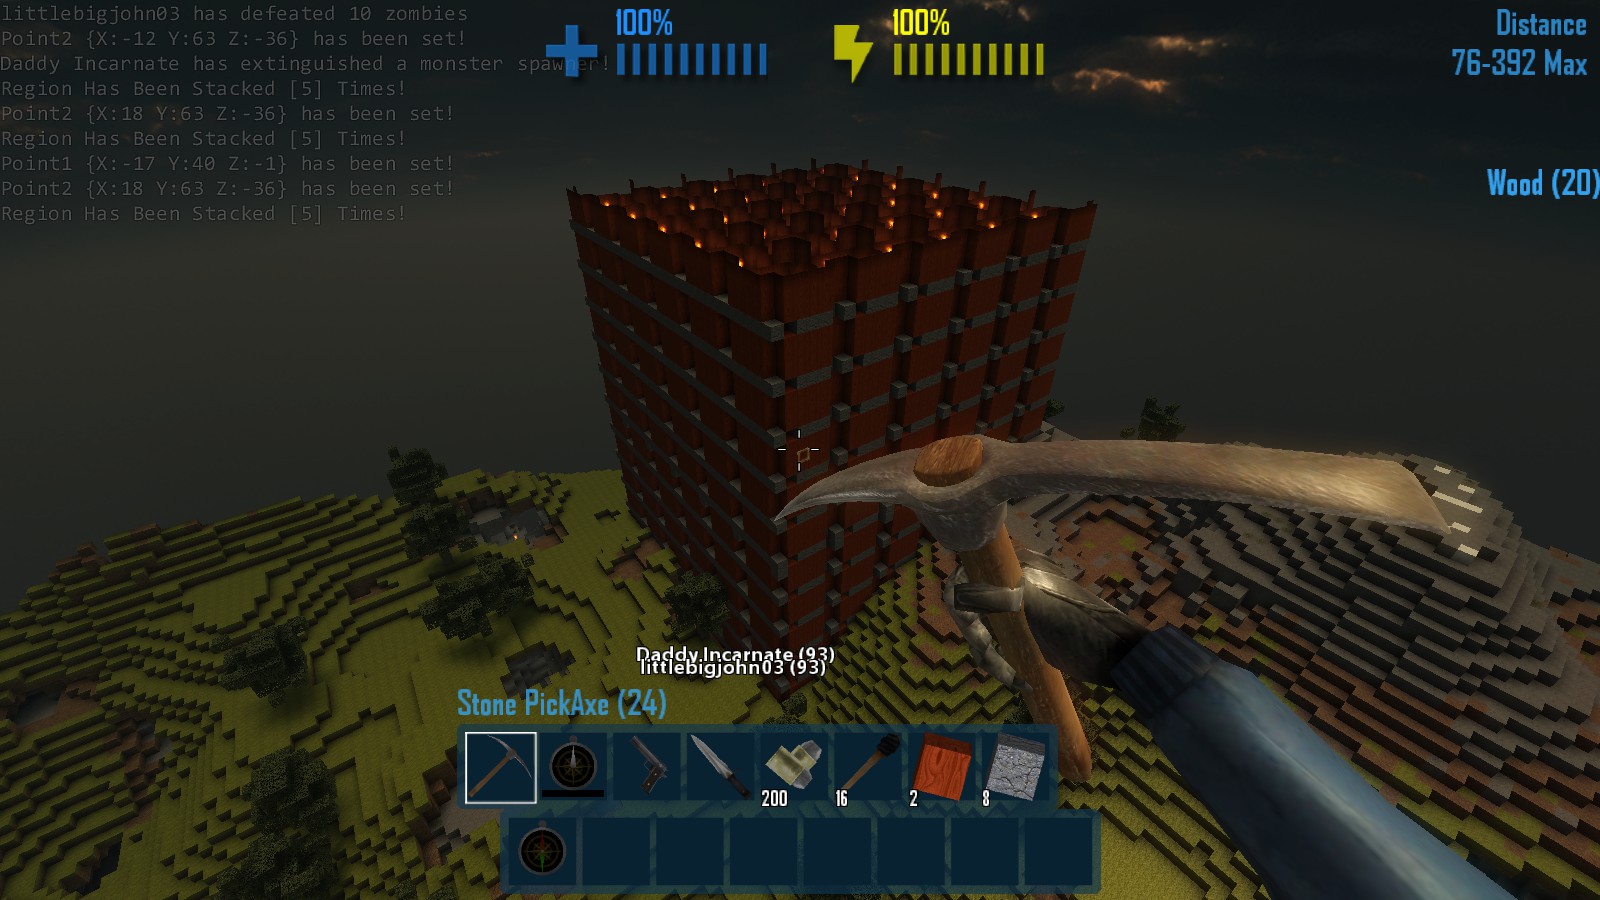 littlebigjohn03 has defeated 10 zombies
Point2 {X:-12 Y:63 Z:-36} has been set!
Daddy Incarnate has extinguished a monster spawner!
Region Has Been Stacked [5] Times!
Point2 {X:18 Y:63 Z:-36} has been set!
Region Has Been Stacked [5] Times!
Point1 {X:-17 Y:40 Z:-1} has been set!
Point2 {X:18 Y:63 Z:-36} has been set!
Region Has Been Stacked [5] Times!
100%
100%
Distance
76-392 Max
Wood (20)
Daddy Incarnate (93)
littlebigjohn03 (93)
Stone PickAxe (24)
200
16
2
8